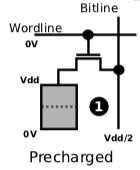 Bitline
Wordline
0V
Vdd
1
0V
Vdd/2
Precharged